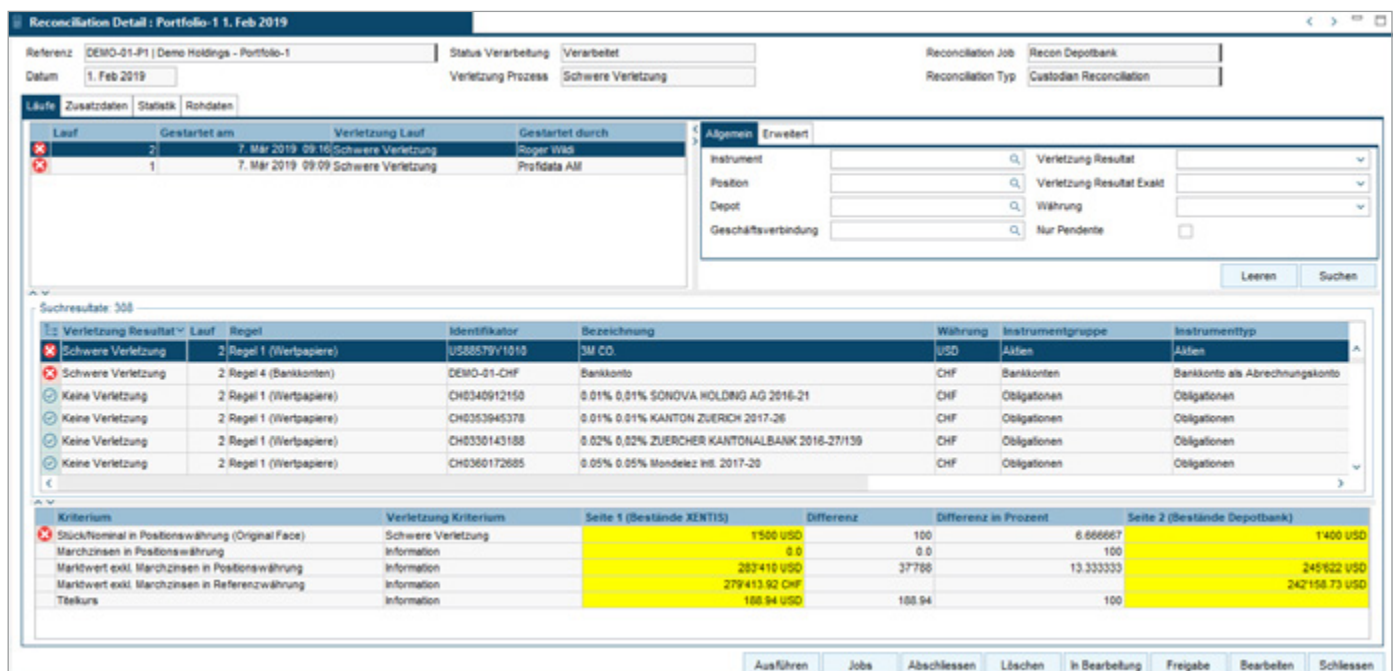 Reconciliation Detail : Portfolio-1 1. Feb 2019
Referenz DEMO-01-P1 | Demo Holdings - Portfolio-1 Status Verarbeitung Verarbeitet Reconciliation Job Recon Depotbank
Datum 1. Feb 2019 Verletzung Prozess Schwere Verletzung Reconciliation Typ Custodian Reconciliation
Läufe Zusatzdaten Statistik Rohdaten
Lauf Gestartet am Verletzung Lauf Gestartet durch
2 7. Mär 2019 09:16 Schwere Verletzung Roger Wildi
1 7. Mär 2019 09:09 Schwere Verletzung Profidata AM
Allgemein Erweitert
Instrument Verletzung Resultat
Position Verletzung Resultat Exakt
Depot Währung
Geschäftsverbindung Nur Pendente
Leeren Suchen
Suchresultate: 308
Verletzung Resultat Lauf Regel Identifikator Bezeichnung Währung Instrumentgruppe Instrumenttyp
Schwere Verletzung 2 Regel 1 (Wertpapiere) US88579Y1010 3M CO. USD Aktien Aktien
Schwere Verletzung 2 Regel 4 (Bankkonten) DEMO-01-CHF Bankkonto CHF Bankkonten Bankkonto als Abrechnungskonto
Keine Verletzung 2 Regel 1 (Wertpapiere) CH0340912150 0.01% 0,01% SONOVA HOLDING AG 2016-21 CHF Obligationen Obligationen
Keine Verletzung 2 Regel 1 (Wertpapiere) CH0353945378 0.01% 0.01% KANTON ZUERICH 2017-26 CHF Obligationen Obligationen
Keine Verletzung 2 Regel 1 (Wertpapiere) CH0330143188 0.02% 0,02% ZUERCHER KANTONALBANK 2016-27/139 CHF Obligationen Obligationen
Keine Verletzung 2 Regel 1 (Wertpapiere) CH0360172685 0.05% 0.05% Mondelez Intl. 2017-20 CHF Obligationen Obligationen
Kriterium Verletzung Kriterium Seite 1 (Bestände XENTIS) Differenz Differenz in Prozent Seite 2 (Bestände Depotbank)
Stück/Nominal in Positionswährung (Original Face) Schwere Verletzung 1'500 USD 100 6.666667 1'400 USD
Marchzinsen in Positionswährung Information 0.0 0.0 100
Marktwert exkl. Marchzinsen in Positionswährung Information 283'410 USD 37'788 13.333333 245'622 USD
Marktwert exkl. Marchzinsen in Referenzwährung Information 279'413.92 CHF 242'158.73 USD
Titelkurs Information 188.94 USD 188.94 100
Ausführen Jobs Abschliessen Löschen In Bearbeitung Freigabe Bearbeiten Schliessen